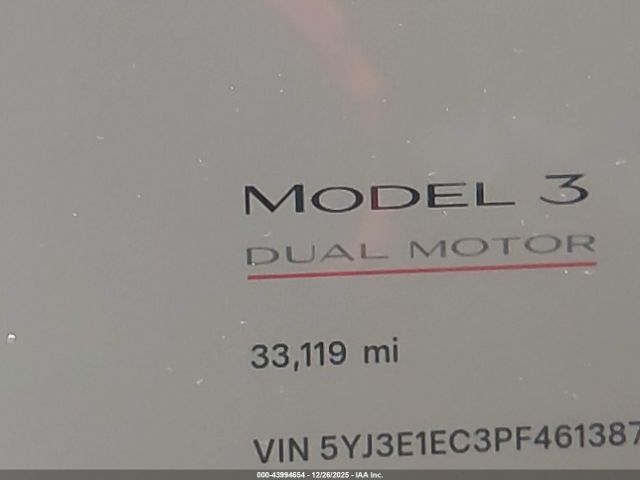 MODEL 3
DUAL MOTOR
33,119 mi
VIN 5YJ3E1EC3PF461387
000-43994654 - 12/26/2025 - IAA Inc.